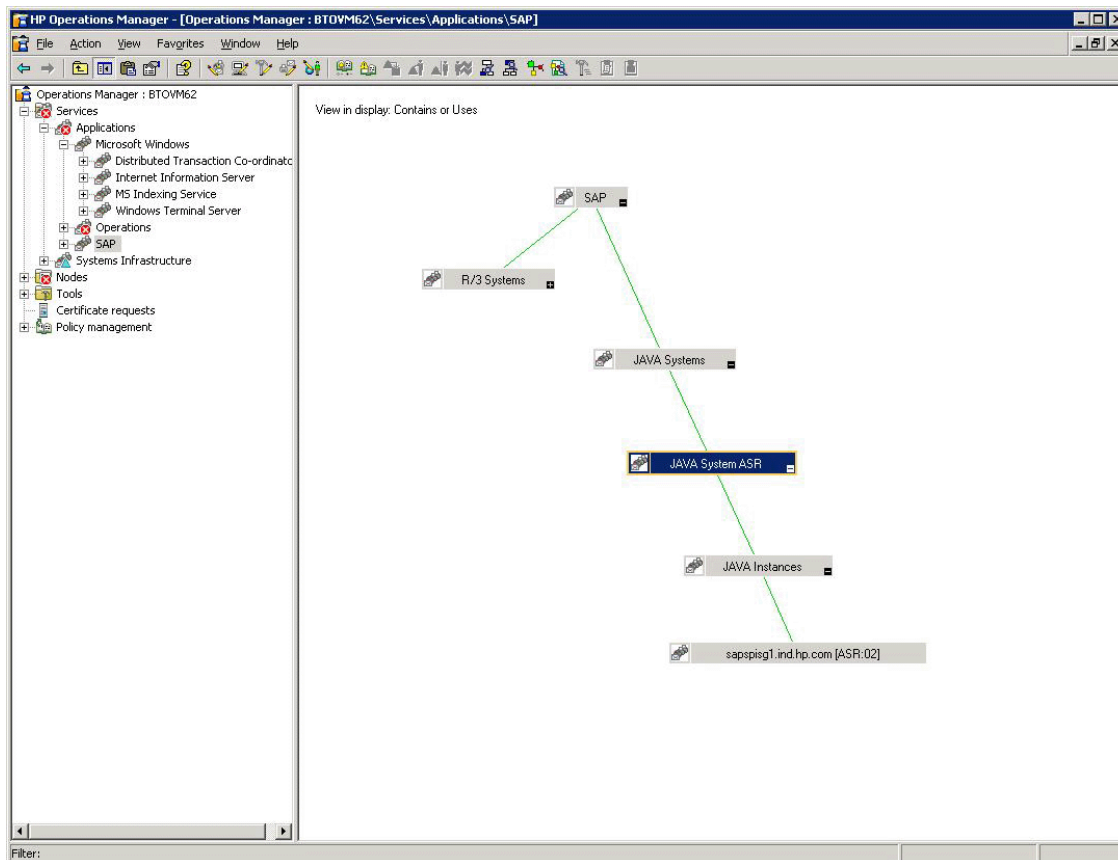 HP Operations Manager - [Operations Manager : BTOVM62\Services\Applications\SAP]
File Action View Favorites Window Help
Operations Manager : BTOVM62
Services
Applications
Microsoft Windows
Distributed Transaction Co-ordinato
Internet Information Server
MS Indexing Service
Windows Terminal Server
Operations
SAP
Systems Infrastructure
Nodes
Tools
Certificate requests
Policy management
View in display: Contains or Uses
SAP
R/3 Systems
JAVA Systems
JAVA System ASR
JAVA Instances
sapspisg1.ind.hp.com [ASR:02]
Filter: